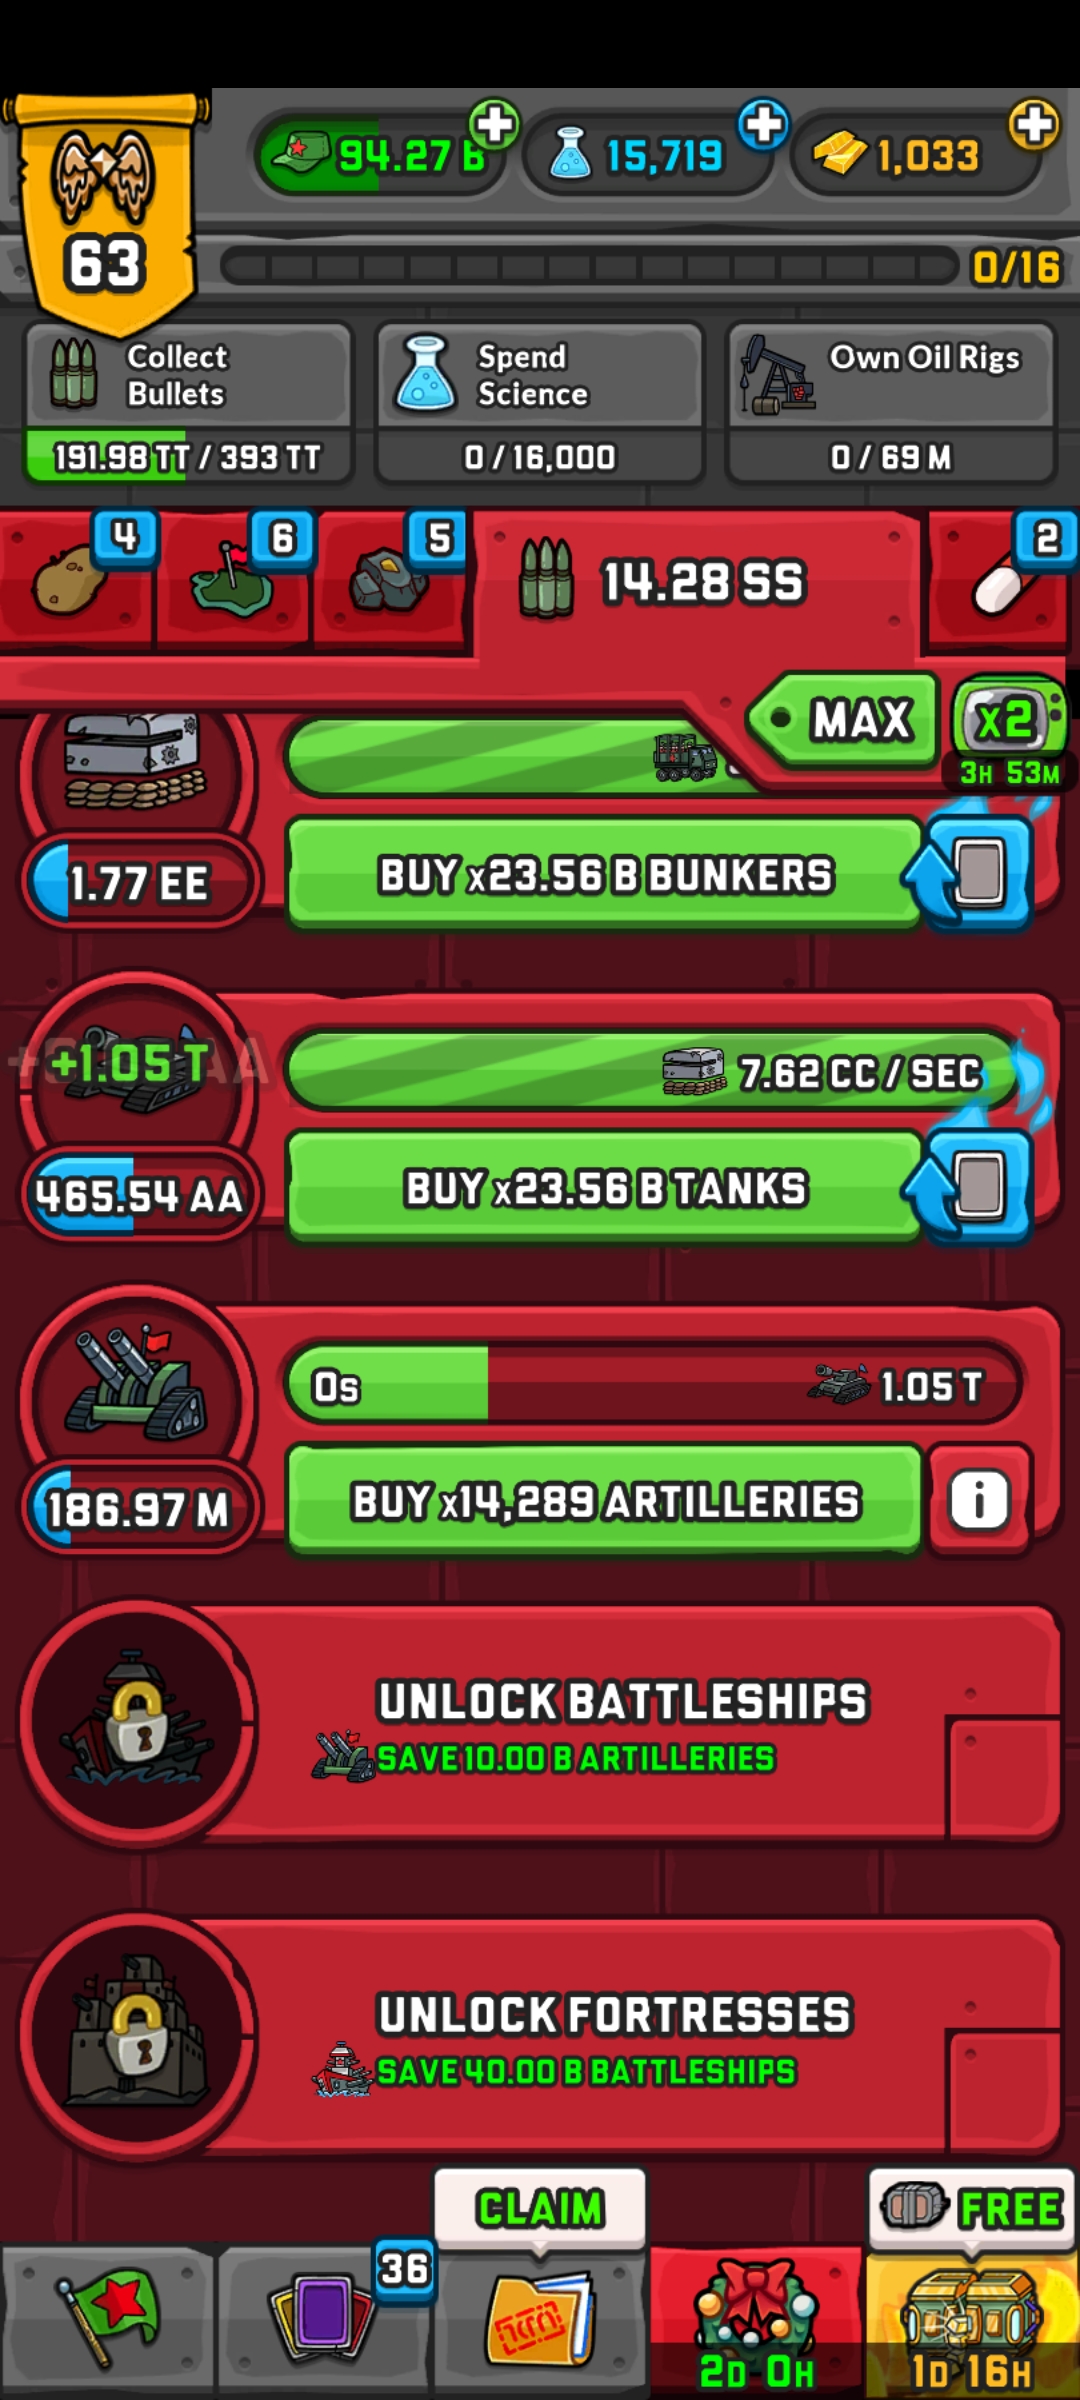 94.27 B
15,719
1,033
63
0/16
Collect
Bullets
Spend
Science
Own Oil Rigs
191.98 TT / 393 TT
0 / 16,000
0 / 69 M
4
6
5
14.28 SS
2
MAX
x2
3H 53M
1.77 EE
BUY x23.56 B BUNKERS
+1.05 T
7.62 CC / SEC
465.54 AA
BUY x23.56 B TANKS
0s
1.05 T
186.97 M
BUY x14,289 ARTILLERIES
i
UNLOCK BATTLESHIPS
SAVE 10.00 B ARTILLERIES
UNLOCK FORTRESSES
SAVE 40.00 B BATTLESHIPS
CLAIM
FREE
36
2D 0H
1D 16H